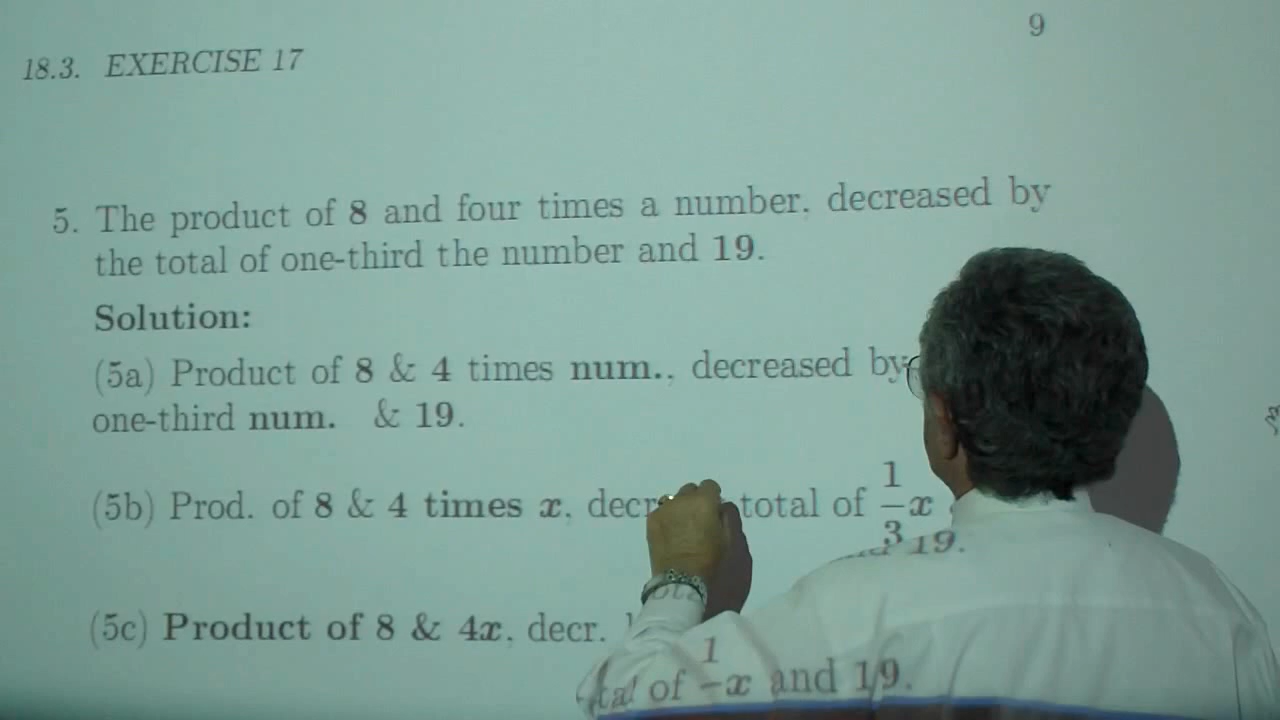 18.3. EXERCISE 17
9
5. The product of 8 and four times a number, decreased by
the total of one-third the number and 19.
Solution:
(5a) Product of 8 & 4 times num., decreased by
one-third num. & 19.
(5b) Prod. of 8 & 4 times x, decr total of 1/3 x
19.
(5c) Product of 8 & 4x, decr.
of 1 x and 19.